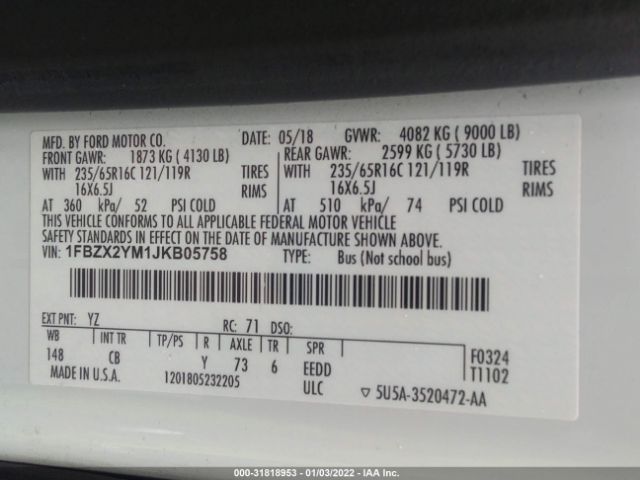 MFD. BY FORD MOTOR CO. DATE: 05/18 GVWR: 4082 KG ( 9000 LB)
FRONT GAWR: 1873 KG ( 4130 LB) REAR GAWR: 2599 KG ( 5730 LB)
WITH 235/65R16C 121/119R TIRES WITH 235/65R16C 121/119R TIRES
16X6.5J RIMS 16X6.5J RIMS
AT 360 kPa/ 52 PSI COLD AT 510 kPa/ 74 PSI COLD
THIS VEHICLE CONFORMS TO ALL APPLICABLE FEDERAL MOTOR VEHICLE
SAFETY STANDARDS IN EFFECT ON THE DATE OF MANUFACTURE SHOWN ABOVE.
VIN: 1FBZX2YM1JKB05758 TYPE: Bus (Not school bus)
EXT PNT: YZ RC: 71 DSO:
WB INT TR TP/PS R AXLE TR SPR F0324
148 CB Y 73 6 EEDD T1102
MADE IN U.S.A. 1201805232205 ULC ▽ 5U5A-3520472-AA
© - 31818953 - 01/03/2022 - IAA Inc.